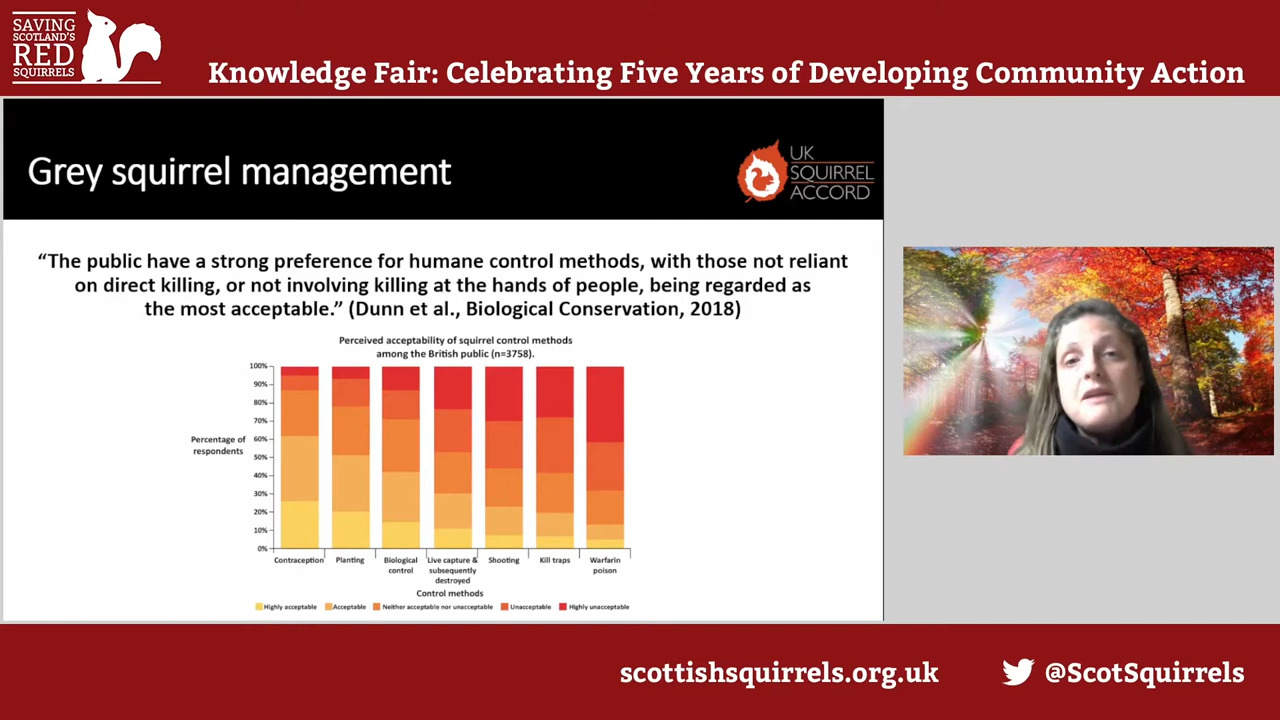 SAVING
SCOTLAND'S
RED
SQUIRRELS
Knowledge Fair: Celebrating Five Years of Developing Community Action
Grey squirrel management
UK
SQUIRREL
ACCORD
“The public have a strong preference for humane control methods, with those not reliant
on direct killing, or not involving killing at the hands of people, being regarded as
the most acceptable.” (Dunn et al., Biological Conservation, 2018)
Perceived acceptability of squirrel control methods
among the British public (n=3758).
100%
90%
80%
70%
60%
50%
40%
30%
20%
10%
0%
Percentage of
respondents
Contraception
Planting
Biological
control
Live capture &
subsequently
destroyed
Shooting
Kill traps
Warfarin
poison
Control methods
Highly acceptable
Acceptable
Neither acceptable nor unacceptable
Unacceptable
Highly unacceptable
scottishsquirrels.org.uk
@ScotSquirrels